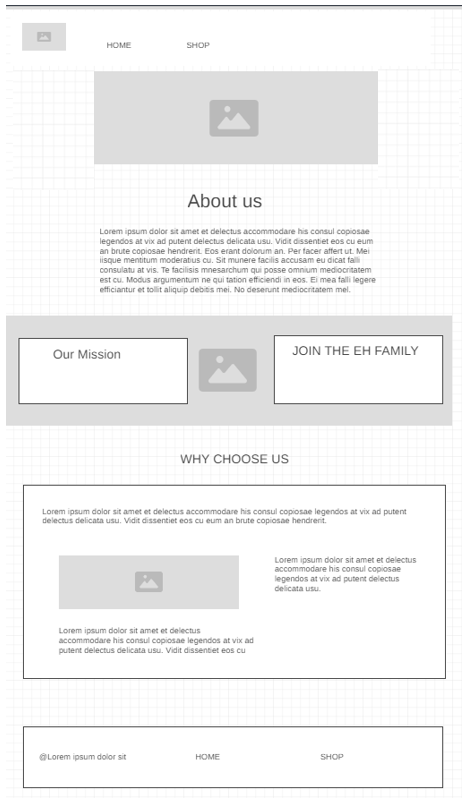 HOME SHOP
About us
Lorem ipsum dolor sit amet et delectus accommodare his consul copiosae
legendos at vix ad putent delectus delicata usu. Vidit dissentiet eos cu eum
an brute copiosae hendrerit. Eos erant dolorum an. Per facer affert ut. Mei
iisque mentitum moderatius cu. Sit munere facilis accusam eu dicat falli
consulatu at vis. Te facilisis mnesarchum qui posse omnium mediocritatem
est cu. Modus argumentum ne qui tation efficiendi in eos. Ei mea falli legere
efficiantur et tollit aliquip debitis mei. No deserunt mediocritatem mel.
Our Mission
JOIN THE EH FAMILY
WHY CHOOSE US
Lorem ipsum dolor sit amet et delectus accommodare his consul copiosae legendos at vix ad putent
delectus delicata usu. Vidit dissentiet eos cu eum an brute copiosae hendrerit.
Lorem ipsum dolor sit amet et delectus
accommodare his consul copiosae
legendos at vix ad putent delectus
delicata usu.
Lorem ipsum dolor sit amet et delectus
accommodare his consul copiosae legendos at vix ad
putent delectus delicata usu. Vidit dissentiet eos cu
@Lorem ipsum dolor sit HOME SHOP